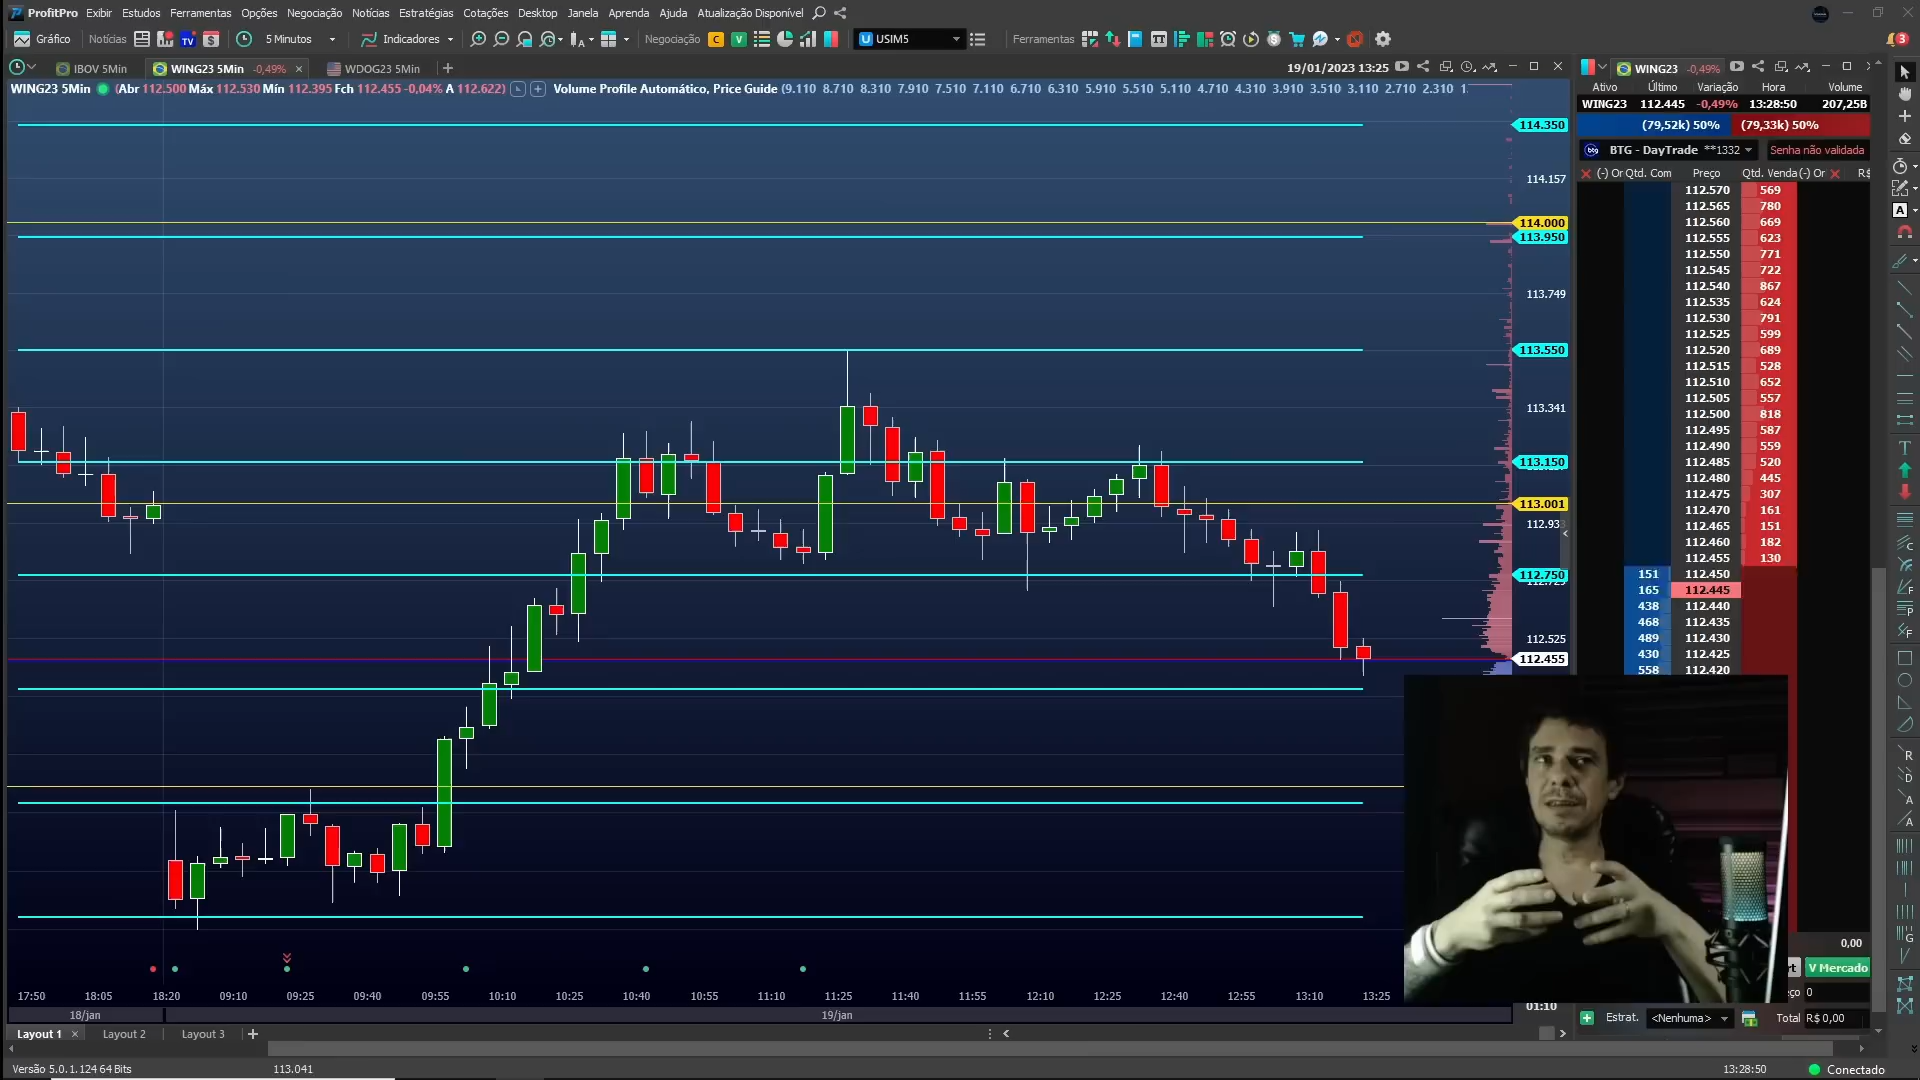 ProfitPro Exibir Estudos Ferramentas Opções Negociação Notícias Estratégias Cotações Desktop Janela Aprenda Ajuda Atualização Disponível
Gráfico Notícias TV 5 Minutos Indicadores Negociação C V USIM5 Ferramentas 3
IBOV 5Min WING23 5Min -0,49% WDOG23 5Min 19/01/2023 13:25
WING23 5Min (Abr 112.500 Máx 112.530 Mín 112.395 Fch 112.455 -0,04% A 112.622) Volume Profile Automático, Price Guide (9.110 8.710 8.310 7.910 7.510 7.110 6.710 6.310 5.910 5.510 5.110 4.710 4.310 3.910 3.510 3.110 2.710 2.310 1.
114.350
114.157
114.000
113.950
113.749
113.550
113.341
113.150
113.001
112.750
112.525
112.455
17:50 18:05 18:20 09:10 09:25 09:40 09:55 10:10 10:25 10:40 10:55 11:10 11:25 11:40 11:55 12:10 12:25 12:40 12:55 13:10 13:25
01:10
18/jan 19/jan
Layout 1 Layout 2 Layout 3
Versão 5.0.1.124 64 Bits 113.041 13:28:50 Conectado
WING23 -0,49%
Ativo Último Variação Hora Volume
WING23 112.445 -0,49% 13:28:50 207,25B
(79,52k) 50% (79,33k) 50%
btg BTG - DayTrade **1332 Senha não validada
(-) Or Qtd. Com Preço Qtd. Venda (-) Or R$
112.570 569
112.565 780
112.560 669
112.555 623
112.550 771
112.545 722
112.540 867
112.535 624
112.530 791
112.525 599
112.520 689
112.515 528
112.510 652
112.505 557
112.500 818
112.495 587
112.490 559
112.485 520
112.480 445
112.475 307
112.470 161
112.465 151
112.460 182
112.455 130
151 112.450
165 112.445
438 112.440
468 112.435
489 112.430
430 112.425
558 112.420
0,00
V Mercado
0
Estrat. <Nenhuma> Total R$ 0,00